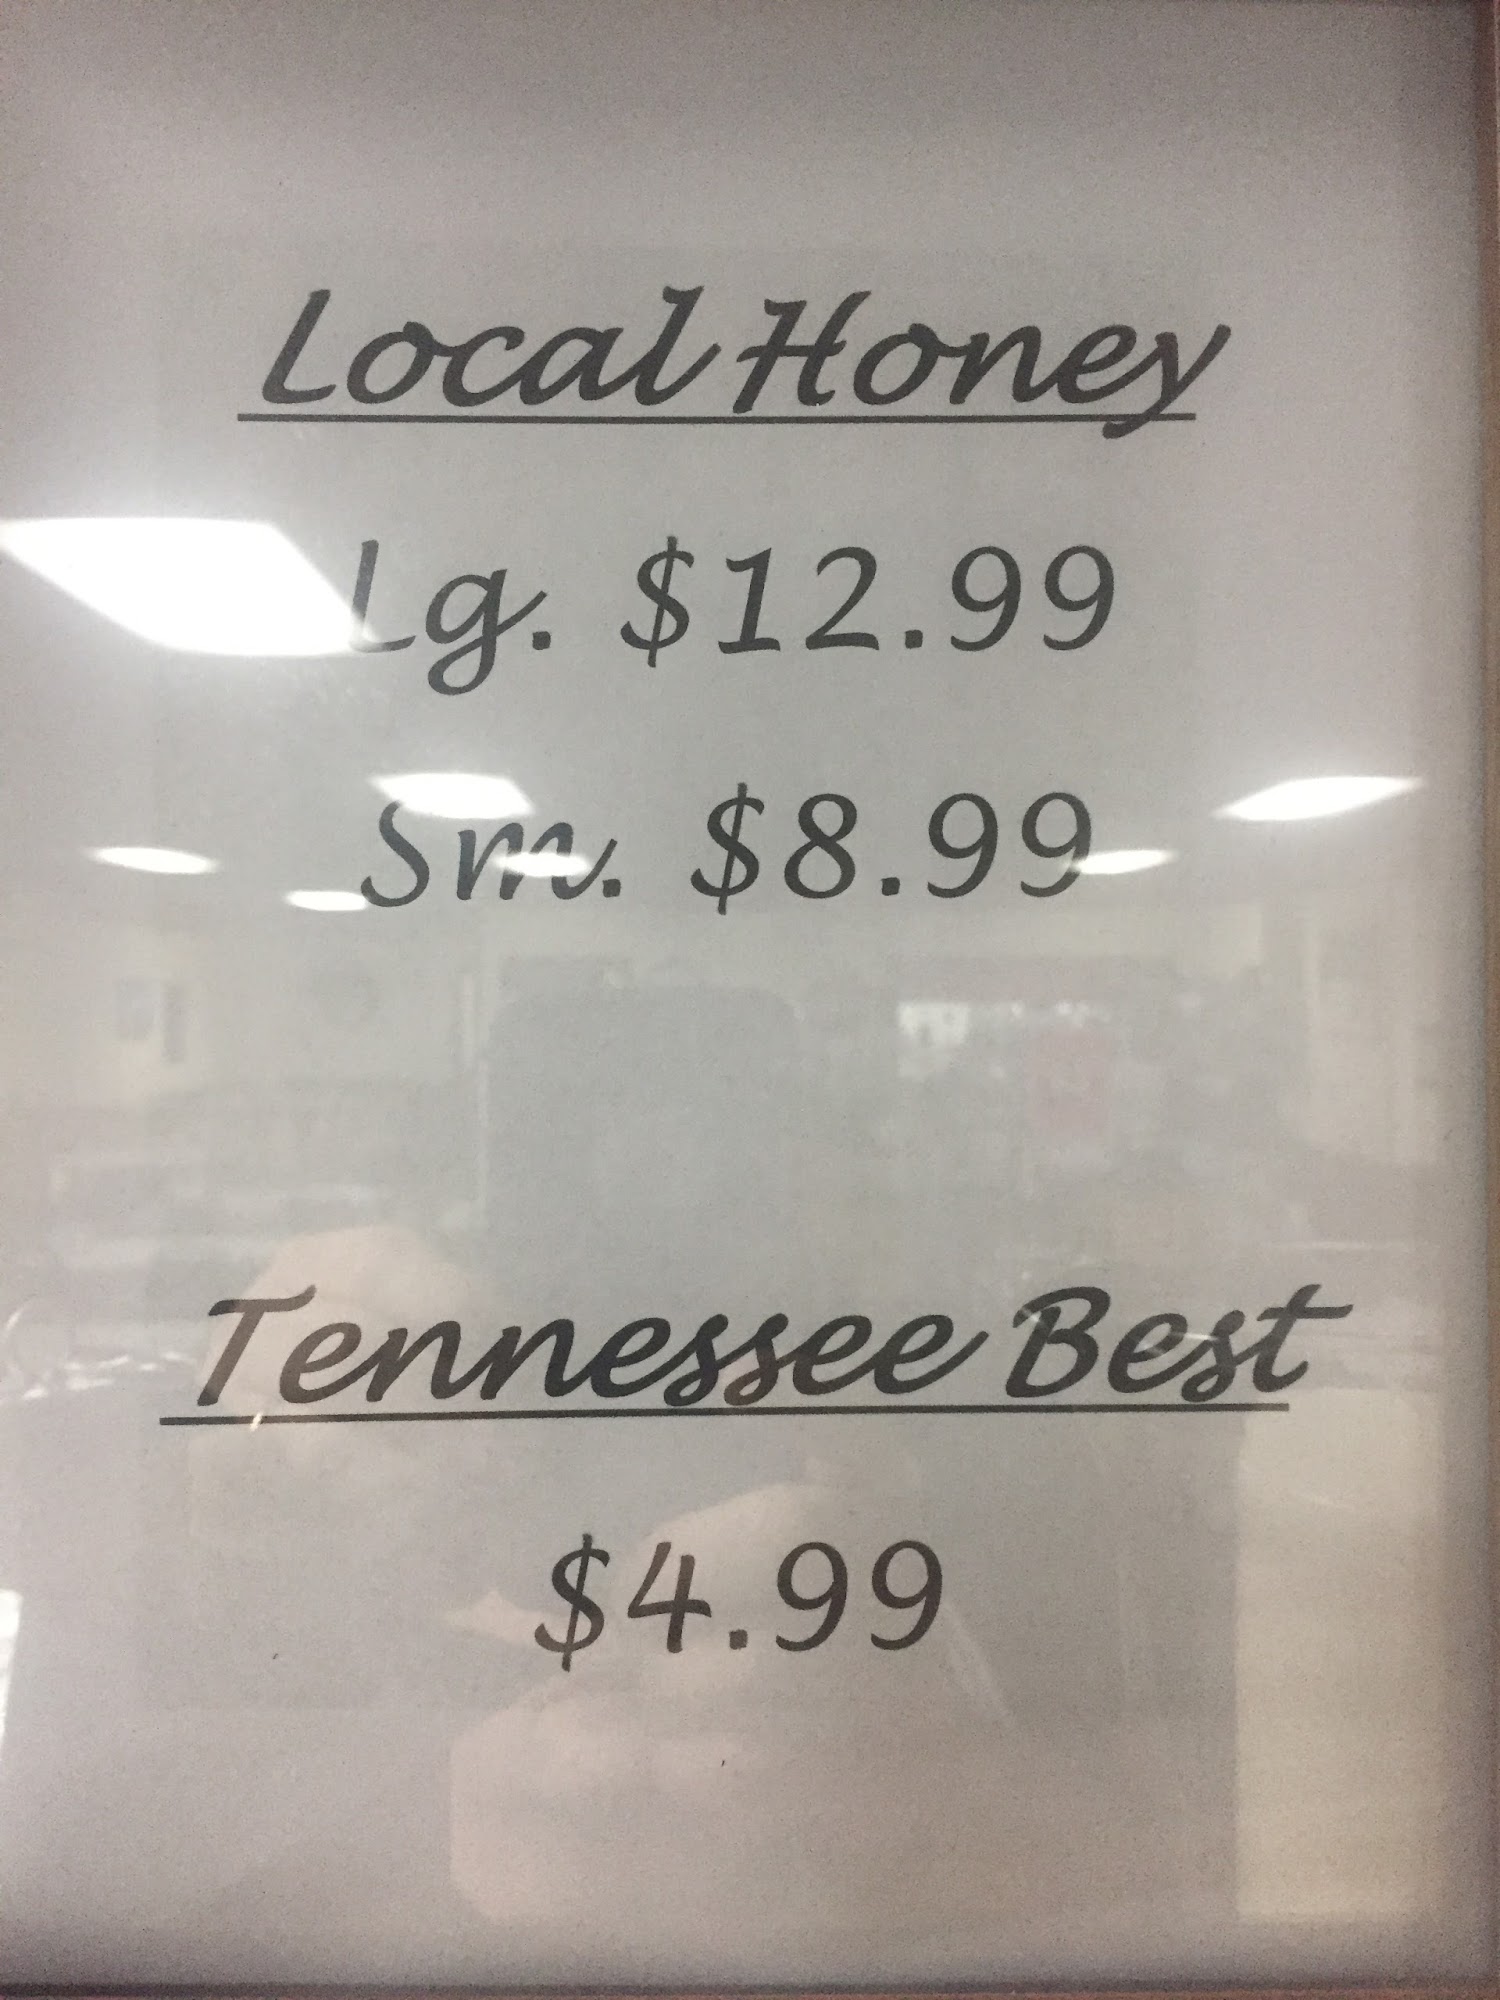 Local Honey
Lg. $12.99
Sm. $8.99
Tennessee Best
$4.99